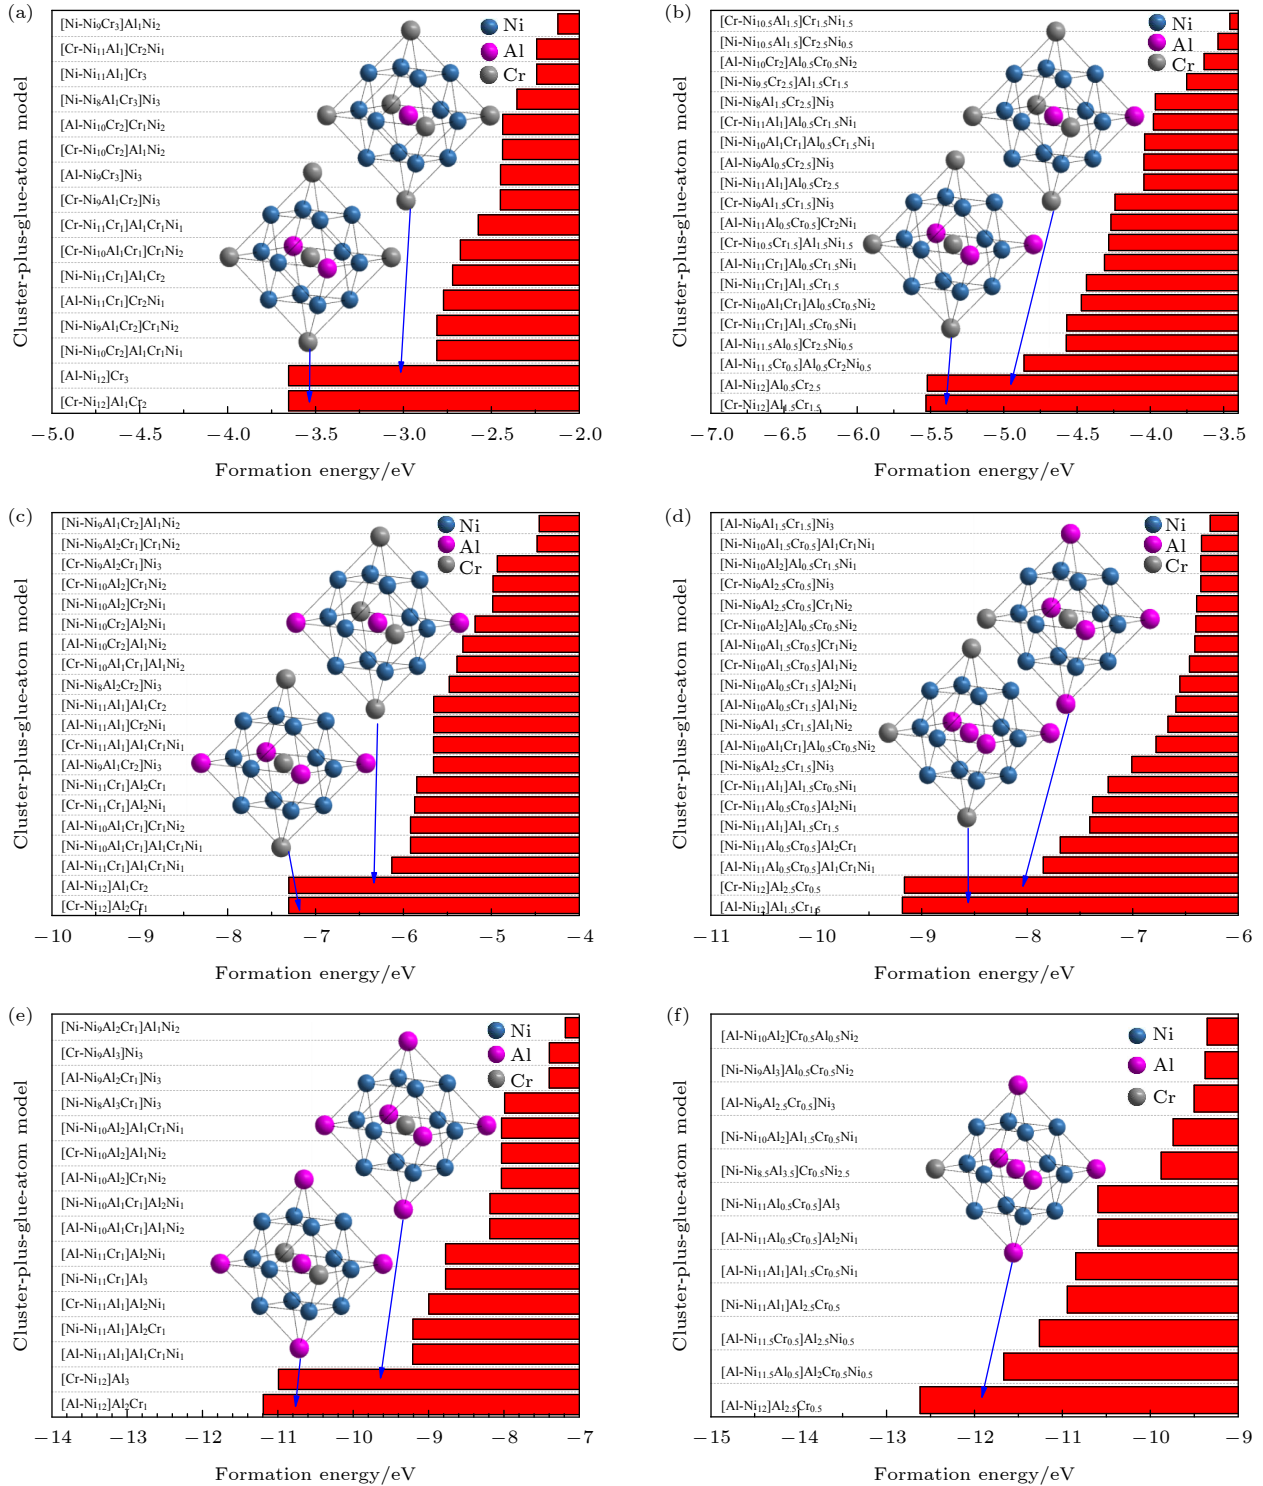 (a)
Cluster-plus-glue-atom model
[Ni-Ni₉Cr₃]Al₁Ni₂
[Cr-Ni₁₁Al₁]Cr₂Ni₁
[Ni-Ni₁₁Al₁]Cr₃
[Ni-Ni₈Al₁Cr₃]Ni₃
[Al-Ni₁₀Cr₂]Cr₁Ni₂
[Cr-Ni₁₀Cr₂]Al₁Ni₂
[Al-Ni₉Cr₃]Ni₃
[Cr-Ni₉Al₁Cr₂]Ni₃
[Cr-Ni₁₁Cr₁]Al₁Cr₁Ni₁
[Cr-Ni₁₀Al₁Cr₁]Cr₁Ni₂
[Ni-Ni₁₁Cr₁]Al₁Cr₂
[Al-Ni₁₁Cr₁]Cr₂Ni₁
[Ni-Ni₉Al₁Cr₂]Cr₁Ni₂
[Ni-Ni₁₀Cr₂]Al₁Cr₁Ni₁
[Al-Ni₁₂]Cr₃
[Cr-Ni₁₂]Al₁Cr₂
Ni
Al
Cr
−5.0 −4.5 −4.0 −3.5 −3.0 −2.5 −2.0
Formation energy/eV
(b)
Cluster-plus-glue-atom model
[Cr-Ni₁₀.₅Al₁.₅]Cr₁.₅Ni₁.₅
[Ni-Ni₁₀.₅Al₁.₅]Cr₂.₅Ni₀.₅
[Al-Ni₁₀Cr₂]Al₀.₅Cr₀.₅Ni₂
[Ni-Ni₉.₅Cr₂.₅]Al₁.₅Cr₁.₅
[Ni-Ni₈Al₁.₅Cr₂.₅]Ni₃
[Cr-Ni₁₁Al₁]Al₀.₅Cr₁.₅Ni₁
[Ni-Ni₁₀Al₁Cr₁]Al₀.₅Cr₁.₅Ni₁
[Al-Ni₉Al₀.₅Cr₂.₅]Ni₃
[Ni-Ni₁₁Al₁]Al₀.₅Cr₂.₅
[Cr-Ni₉Al₁.₅Cr₁.₅]Ni₃
[Al-Ni₁₁Al₀.₅Cr₀.₅]Cr₂Ni₁
[Cr-Ni₁₀.₅Cr₁.₅]Al₁.₅Ni₁.₅
[Al-Ni₁₁Cr₁]Al₀.₅Cr₁.₅Ni₁
[Ni-Ni₁₁Cr₁]Al₁.₅Cr₁.₅
[Cr-Ni₁₀Al₁Cr₁]Al₀.₅Cr₀.₅Ni₂
[Cr-Ni₁₁Cr₁]Al₁.₅Cr₀.₅Ni₁
[Al-Ni₁₁.₅Al₀.₅]Cr₂.₅Ni₀.₅
[Al-Ni₁₁.₅Cr₀.₅]Al₀.₅Cr₂Ni₀.₅
[Al-Ni₁₂]Al₀.₅Cr₂.₅
[Cr-Ni₁₂]Al₁.₅Cr₁.₅
Ni
Al
Cr
−7.0 −6.5 −6.0 −5.5 −5.0 −4.5 −4.0 −3.5
Formation energy/eV
(c)
Cluster-plus-glue-atom model
[Ni-Ni₉Al₁Cr₂]Al₁Ni₂
[Ni-Ni₉Al₂Cr₁]Cr₁Ni₂
[Cr-Ni₉Al₂Cr₁]Ni₃
[Cr-Ni₁₀Al₂]Cr₁Ni₂
[Ni-Ni₁₀Al₂]Cr₂Ni₁
[Ni-Ni₁₀Cr₂]Al₂Ni₁
[Al-Ni₁₀Cr₂]Al₁Ni₂
[Cr-Ni₁₀Al₁Cr₁]Al₁Ni₂
[Ni-Ni₈Al₂Cr₂]Ni₃
[Ni-Ni₁₁Al₁]Al₁Cr₂
[Al-Ni₁₁Al₁]Cr₂Ni₁
[Cr-Ni₁₁Al₁]Al₁Cr₁Ni₁
[Al-Ni₉Al₁Cr₂]Ni₃
[Ni-Ni₁₁Cr₁]Al₂Cr₁
[Cr-Ni₁₁Cr₁]Al₂Ni₁
[Al-Ni₁₀Al₁Cr₁]Cr₁Ni₂
[Ni-Ni₁₀Al₁Cr₁]Al₁Cr₁Ni₁
[Al-Ni₁₁Cr₁]Al₁Cr₁Ni₁
[Al-Ni₁₂]Al₁Cr₂
[Cr-Ni₁₂]Al₂Cr₁
Ni
Al
Cr
−10 −9 −8 −7 −6 −5 −4
Formation energy/eV
(d)
Cluster-plus-glue-atom model
[Al-Ni₉Al₁.₅Cr₁.₅]Ni₃
[Ni-Ni₁₀Al₁.₅Cr₀.₅]Al₁Cr₁Ni₁
[Ni-Ni₁₀Al₂]Al₀.₅Cr₁.₅Ni₁
[Cr-Ni₉Al₂.₅Cr₀.₅]Ni₃
[Ni-Ni₉Al₂.₅Cr₀.₅]Cr₁Ni₂
[Cr-Ni₁₀Al₂]Al₀.₅Cr₀.₅Ni₂
[Al-Ni₁₀Al₁.₅Cr₀.₅]Cr₁Ni₂
[Cr-Ni₁₀Al₁.₅Cr₀.₅]Al₁Ni₂
[Ni-Ni₁₀Al₀.₅Cr₁.₅]Al₂Ni₁
[Al-Ni₁₀Al₀.₅Cr₁.₅]Al₁Ni₂
[Ni-Ni₉Al₁.₅Cr₁.₅]Al₁Ni₂
[Al-Ni₁₀Al₁Cr₁]Al₀.₅Cr₀.₅Ni₂
[Ni-Ni₈Al₂.₅Cr₁.₅]Ni₃
[Cr-Ni₁₁Al₁]Al₁.₅Cr₀.₅Ni₁
[Cr-Ni₁₁Al₀.₅Cr₀.₅]Al₂Ni₁
[Ni-Ni₁₁Al₁]Al₁.₅Cr₁.₅
[Ni-Ni₁₁Al₀.₅Cr₀.₅]Al₂Cr₁
[Al-Ni₁₁Al₀.₅Cr₀.₅]Al₁Cr₁Ni₁
[Cr-Ni₁₂]Al₂.₅Cr₀.₅
[Al-Ni₁₂]Al₁.₅Cr₁.₅
Ni
Al
Cr
−11 −10 −9 −8 −7 −6
Formation energy/eV
(e)
Cluster-plus-glue-atom model
[Ni-Ni₉Al₂Cr₁]Al₁Ni₂
[Cr-Ni₉Al₃]Ni₃
[Al-Ni₉Al₂Cr₁]Ni₃
[Ni-Ni₈Al₃Cr₁]Ni₃
[Ni-Ni₁₀Al₂]Al₁Cr₁Ni₁
[Cr-Ni₁₀Al₂]Al₁Ni₂
[Al-Ni₁₀Al₂]Cr₁Ni₂
[Ni-Ni₁₀Al₁Cr₁]Al₂Ni₁
[Al-Ni₁₀Al₁Cr₁]Al₁Ni₂
[Al-Ni₁₁Cr₁]Al₂Ni₁
[Ni-Ni₁₁Cr₁]Al₃
[Cr-Ni₁₁Al₁]Al₂Ni₁
[Ni-Ni₁₁Al₁]Al₂Cr₁
[Al-Ni₁₁Al₁]Al₁Cr₁Ni₁
[Cr-Ni₁₂]Al₃
[Al-Ni₁₂]Al₂Cr₁
Ni
Al
Cr
−14 −13 −12 −11 −10 −9 −8 −7
Formation energy/eV
(f)
Cluster-plus-glue-atom model
[Al-Ni₁₀Al₂]Cr₀.₅Al₀.₅Ni₂
[Ni-Ni₉Al₃]Al₀.₅Cr₀.₅Ni₂
[Al-Ni₉Al₂.₅Cr₀.₅]Ni₃
[Ni-Ni₁₀Al₂]Al₁.₅Cr₀.₅Ni₁
[Ni-Ni₈.₅Al₃.₅]Cr₀.₅Ni₂.₅
[Ni-Ni₁₁Al₀.₅Cr₀.₅]Al₃
[Al-Ni₁₁Al₀.₅Cr₀.₅]Al₂Ni₁
[Al-Ni₁₁Al₁]Al₁.₅Cr₀.₅Ni₁
[Ni-Ni₁₁Al₁]Al₂.₅Cr₀.₅
[Al-Ni₁₁.₅Cr₀.₅]Al₂.₅Ni₀.₅
[Al-Ni₁₁.₅Al₀.₅]Al₂Cr₀.₅Ni₀.₅
[Al-Ni₁₂]Al₂.₅Cr₀.₅
Ni
Al
Cr
−15 −14 −13 −12 −11 −10 −9
Formation energy/eV